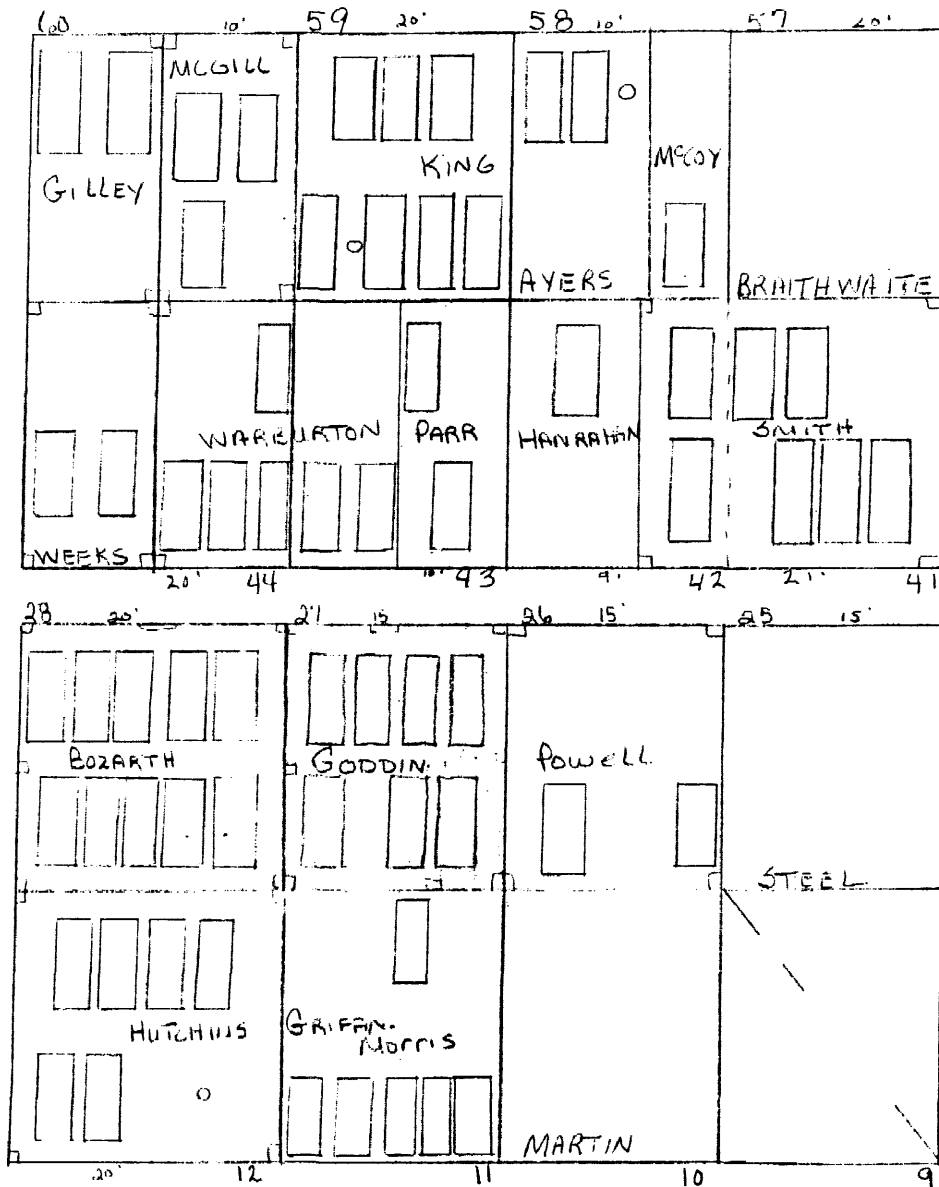 60 10' 59 20' 58 10' 57 20'
MCGILL
KING
MCCOY
GILLEY
AYERS
BRAITHWAITE
WARBURTON
PARR
HANRAHAN
SMITH
WEEKS
20' 44 10' 43 9' 42 21' 41
28 20' 27 15' 26 15' 25 15'
BOZARTH
GODDIN
POWELL
STEEL
HUTCHINS
GRIFFIN.
MORRIS
MARTIN
20' 12 11 10 9